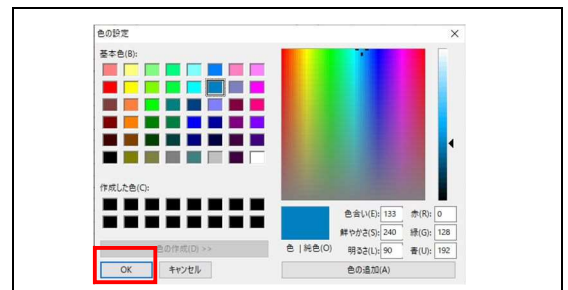 色の設定
基本色(B):
作成した色(C):
色の作成(D) >>
OK
キャンセル
色 | 純色(O)
色合い(E): 133
鮮やかさ(S): 240
明るさ(L): 90
赤(R): 0
緑(G): 128
青(U): 192
色の追加(A)